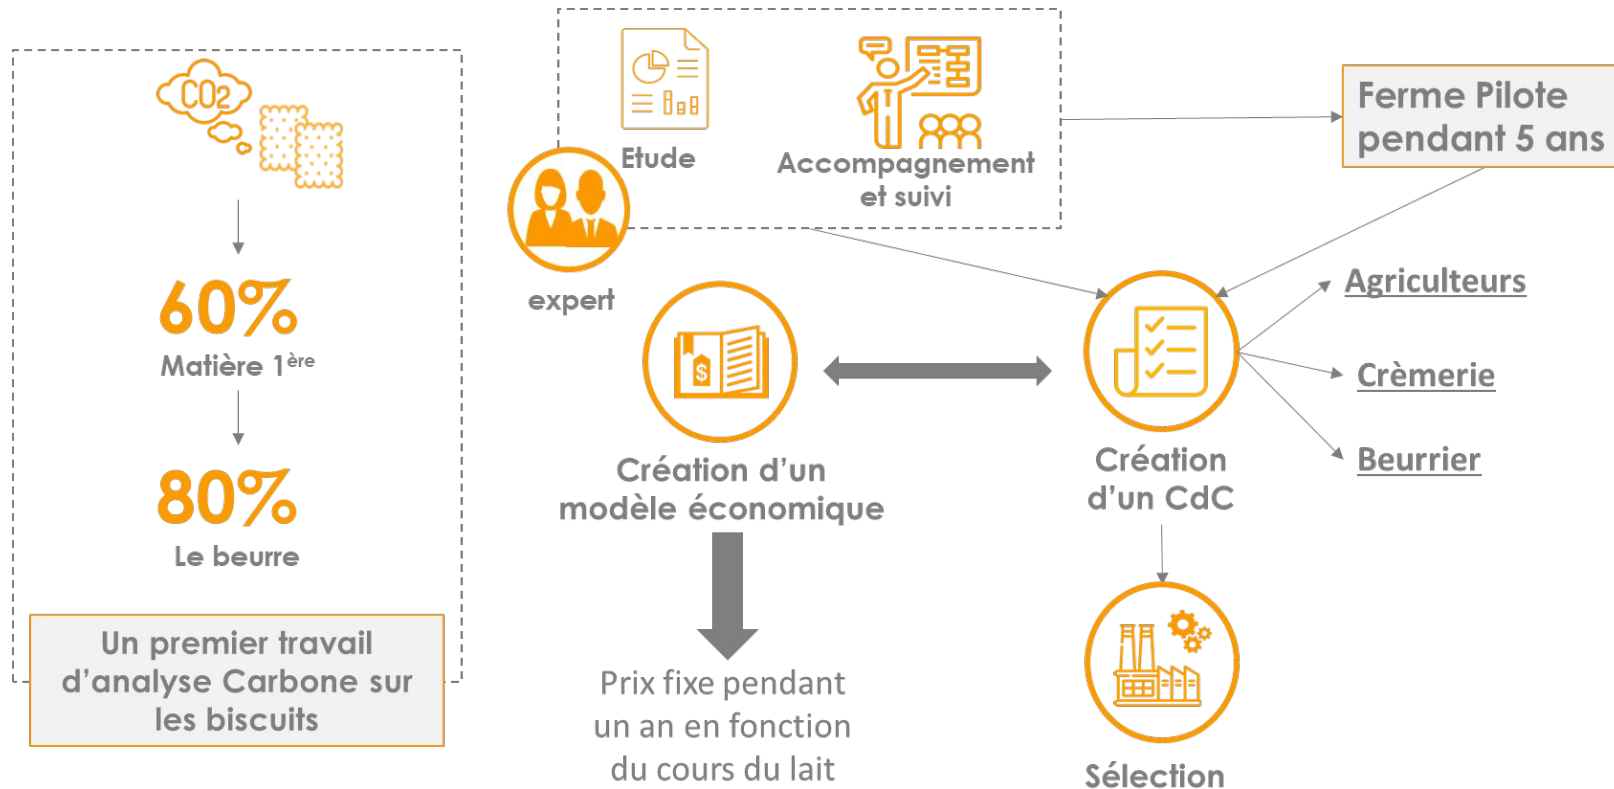 CO2
60%
Matière 1ère
80%
Le beurre
Un premier travail
d'analyse Carbone sur
les biscuits
Etude
Accompagnement
et suivi
expert
Ferme Pilote
pendant 5 ans
$
Création d'un
modèle économique
Prix fixe pendant
un an en fonction
du cours du lait
Création
d'un CdC
Agriculteurs
Crèmerie
Beurrier
Sélection